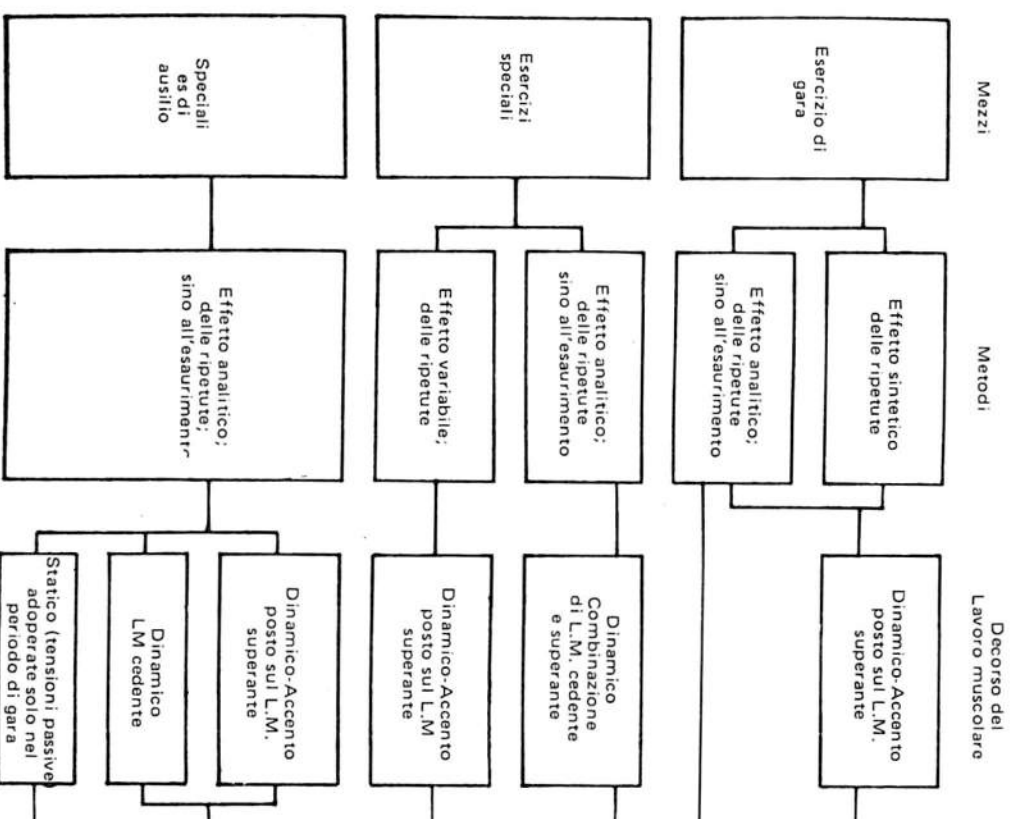 Mezzi
Metodi
Decorso del
Lavoro muscolare
Esercizio di
gara
Effetto sintetico
delle ripetute
Effetto analitico;
delle ripetute
sino all'esaurimento
Dinamico-Accento
posto sul L.M.
superante
Esercizi
speciali
Effetto analitico;
delle ripetute
sino all'esaurimento
Effetto variabile;
delle ripetute
Dinamico
Combinazione
di L.M. cedente
e superante
Dinamico-Accento
posto sul L.M
superante
Speciali
es di
ausilio
Effetto analitico;
delle ripetute;
sino all'esaurimento
Dinamico-Accento
posto sul L.M.
superante
Dinamico
LM cedente
Statico (tensioni passive)
adoperate solo nel
periodo di gara